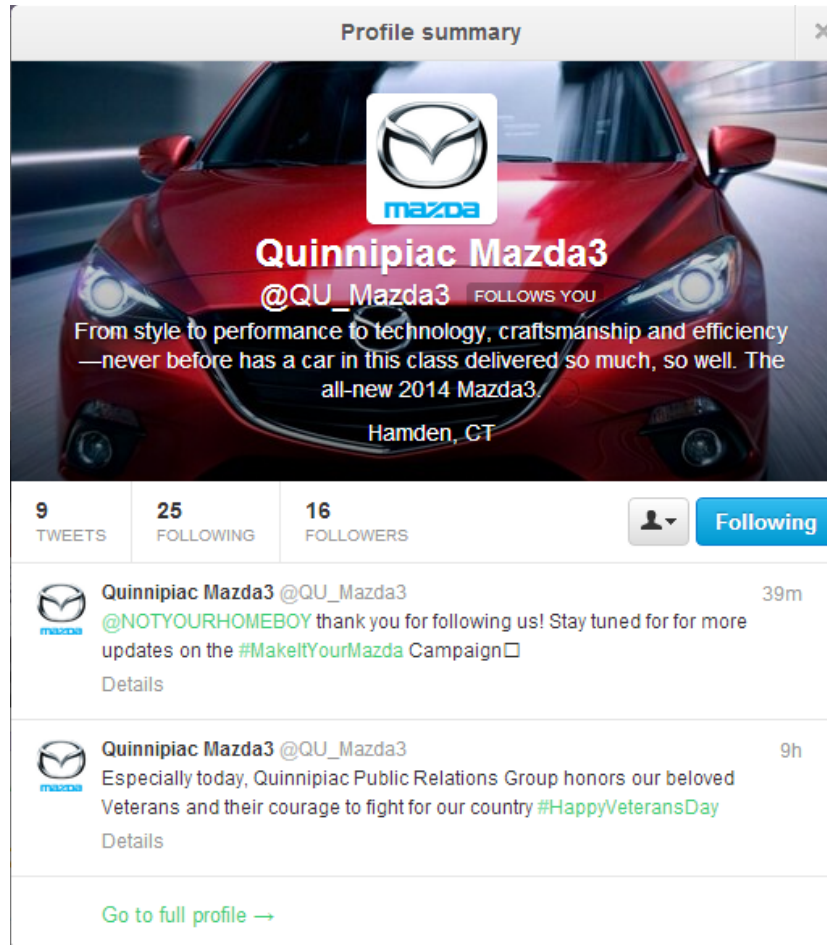 Profile summary
mazda
Quinnipiac Mazda3
@QU_Mazda3 FOLLOWS YOU
From style to performance to technology, craftsmanship and efficiency
—never before has a car in this class delivered so much, so well. The
all-new 2014 Mazda3.
Hamden, CT
9 25 16
TWEETS FOLLOWING FOLLOWERS
Following
Quinnipiac Mazda3 @QU_Mazda3 39m
@NOTYOURHOMEBOY thank you for following us! Stay tuned for for more
updates on the #MakeItYourMazda Campaign□
mazda
Details
Quinnipiac Mazda3 @QU_Mazda3 9h
Especially today, Quinnipiac Public Relations Group honors our beloved
mazda
Veterans and their courage to fight for our country #HappyVeteransDay
Details
Go to full profile →